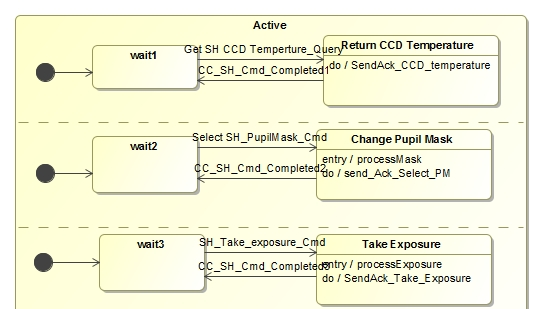 Active
wait1
Get SH CCD Temperture_Query
CC_SH_Cmd_Completed1
Return CCD Temperature
do / SendAck_CCD_temperature
wait2
Select SH_PupilMask_Cmd
CC_SH_Cmd_Completed2
Change Pupil Mask
entry / processMask
do / send_Ack_Select_PM
wait3
SH_Take_exposure_Cmd
CC_SH_Cmd_Completed3
Take Exposure
entry / processExposure
do / SendAck_Take_Exposure